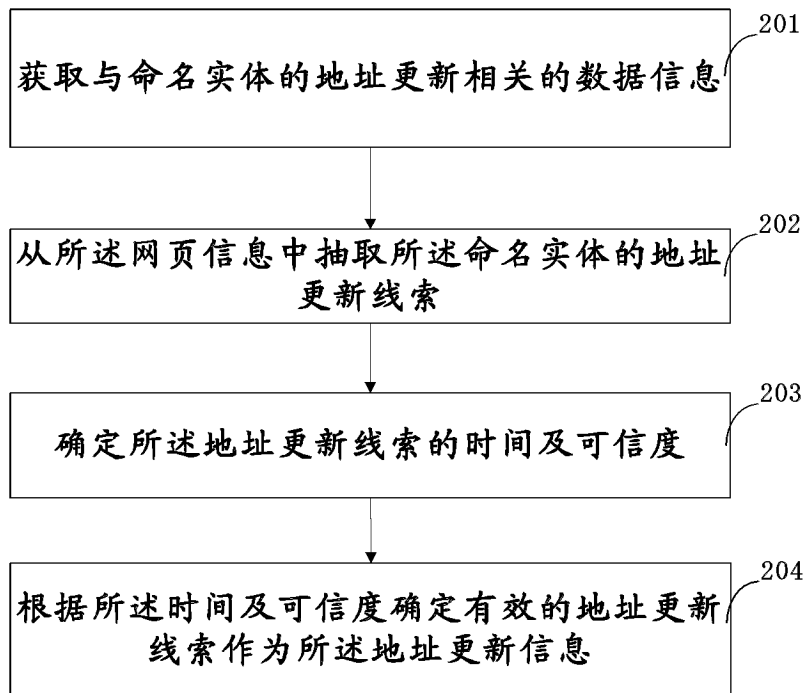 201
获取与命名实体的地址更新相关的数据信息
202
从所述网页信息中抽取所述命名实体的地址
更新线索
203
确定所述地址更新线索的时间及可信度
204
根据所述时间及可信度确定有效的地址更新
线索作为所述地址更新信息